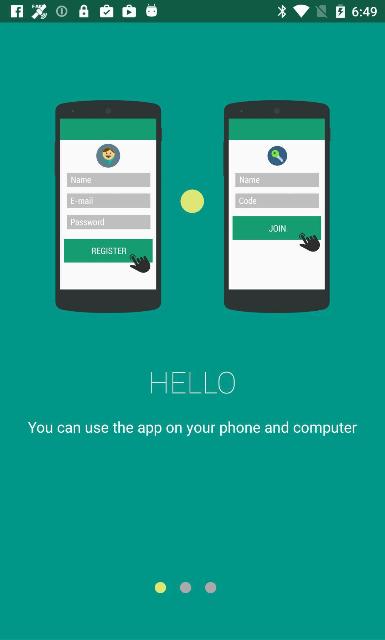 6:49
Name
E-mail
Password
REGISTER
Name
Code
JOIN
HELLO
You can use the app on your phone and computer